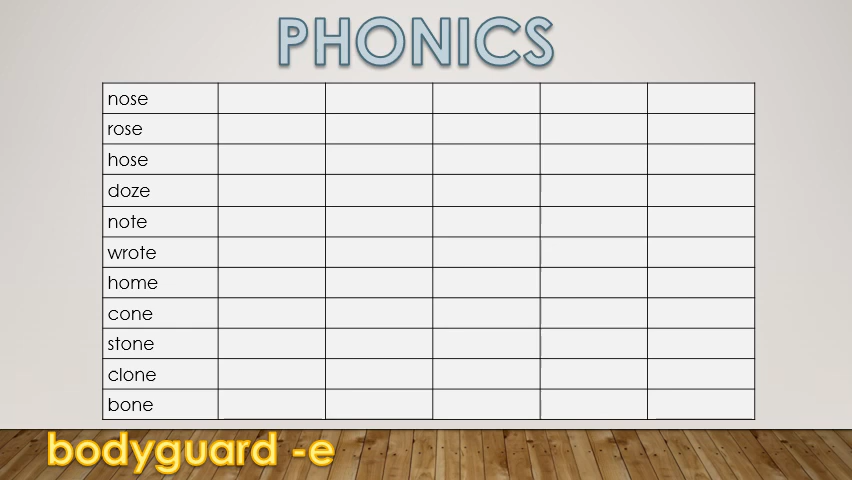 PHONICS
nose
rose
hose
doze
note
wrote
home
cone
stone
clone
bone
bodyguard -e